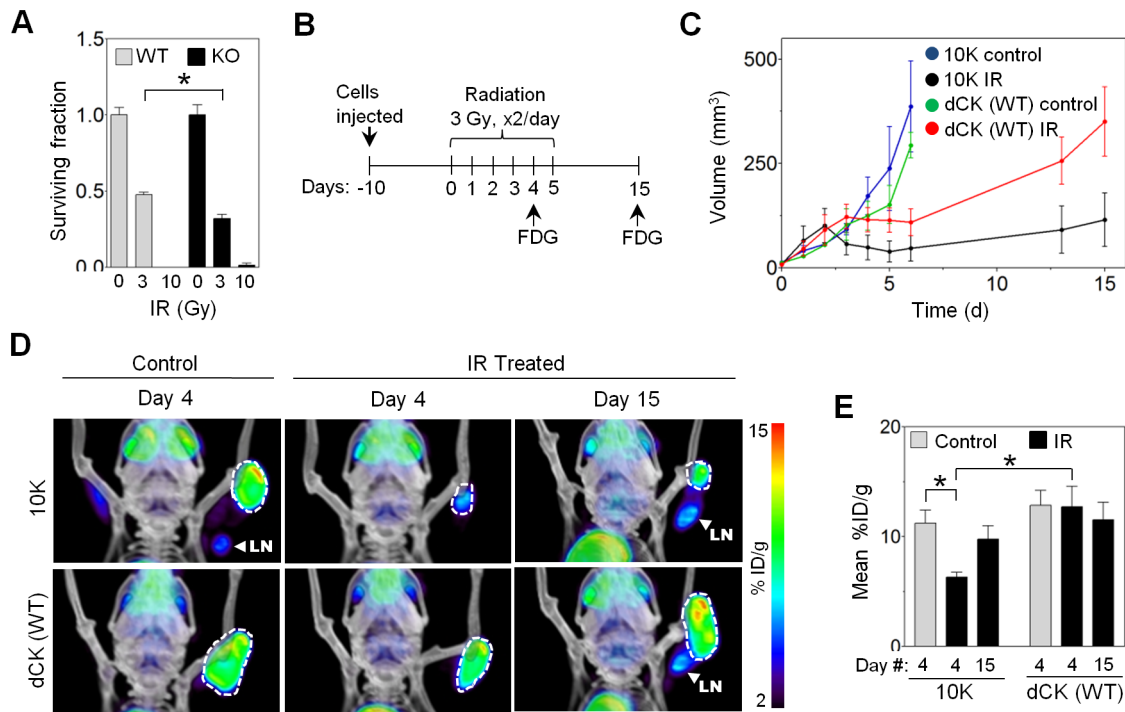 A
WT KO
*
1.5
1.0
0.5
0.0
Surviving fraction
0 3 10 0 3 10
IR (Gy)
B
Cells
injected
Radiation
3 Gy, x2/day
Days: -10 0 1 2 3 4 5 15
FDG FDG
C
500
250
0
Volume (mm³)
0 5 10 15
Time (d)
10K control
10K IR
dCK (WT) control
dCK (WT) IR
D
Control IR Treated
Day 4 Day 4 Day 15
10K
LN LN
dCK (WT)
LN
15
% ID/g
2
E
Control IR
* *
20
10
0
Mean %ID/g
Day #: 4 4 15 4 4 15
10K dCK (WT)